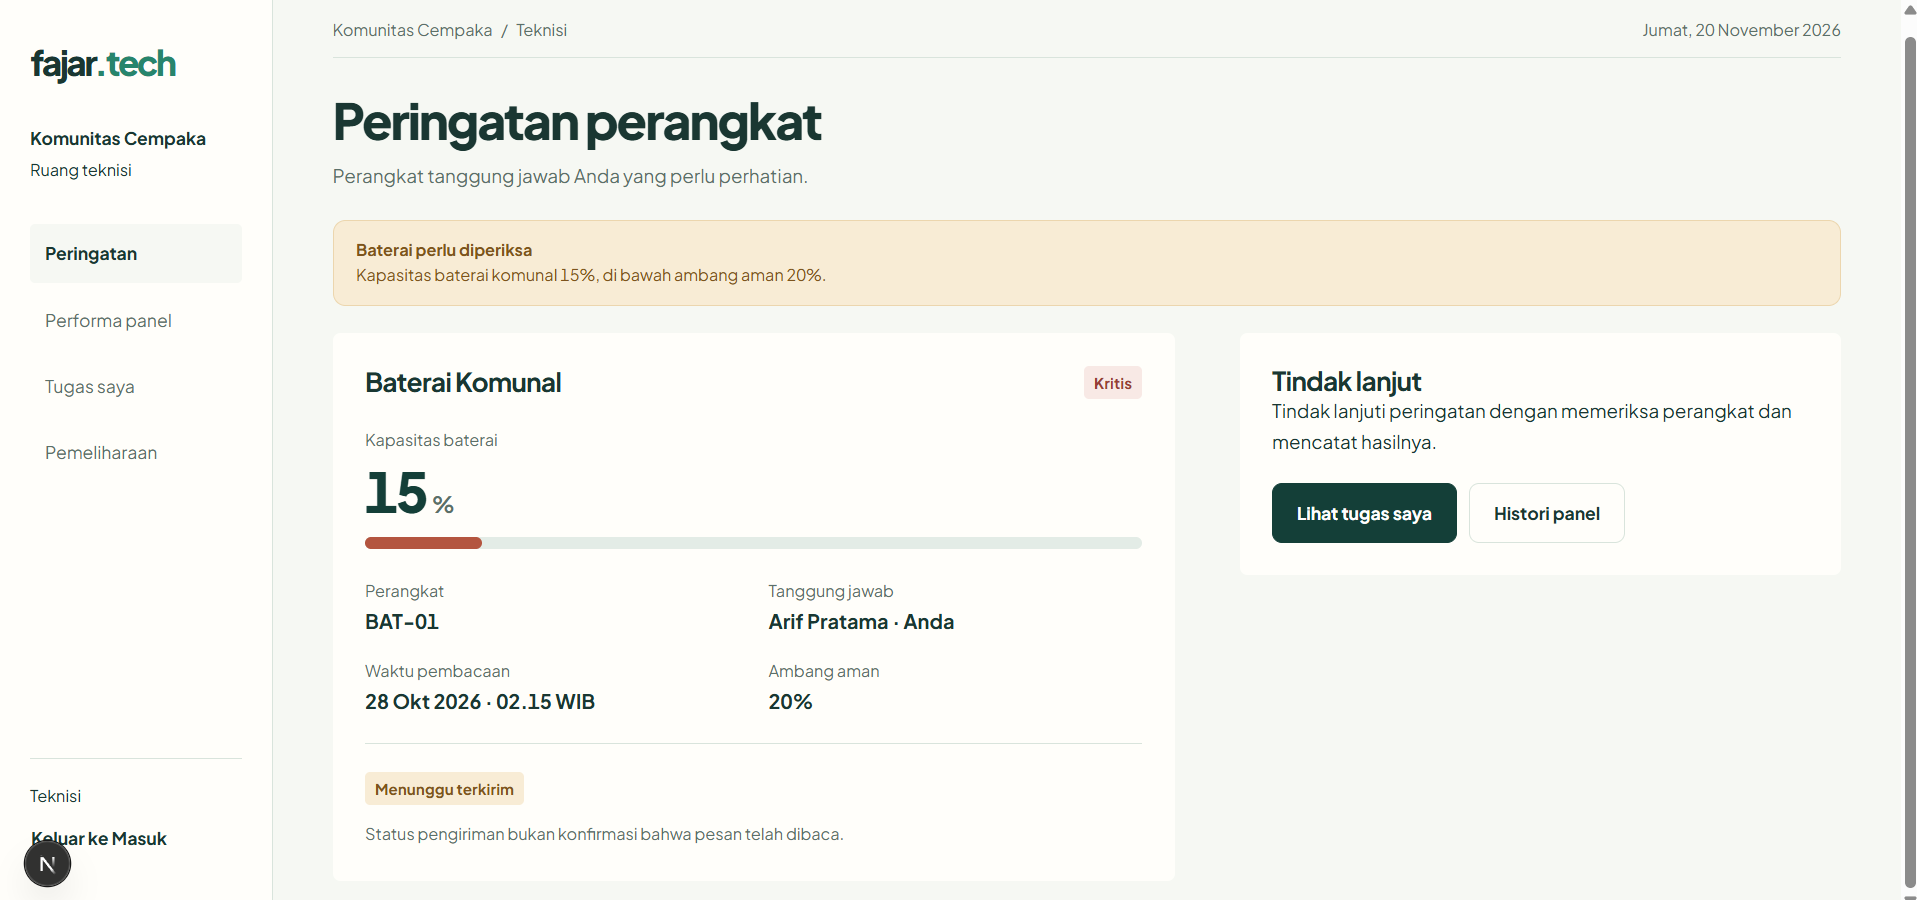 fajar.tech
Komunitas Cempaka
Ruang teknisi
Peringatan
Performa panel
Tugas saya
Pemeliharaan
Teknisi
Keluar ke Masuk
N
Komunitas Cempaka / Teknisi
Jumat, 20 November 2026
Peringatan perangkat
Perangkat tanggung jawab Anda yang perlu perhatian.
Baterai perlu diperiksa
Kapasitas baterai komunal 15%, di bawah ambang aman 20%.
Baterai Komunal
Kritis
Kapasitas baterai
15 %
Perangkat
BAT-01
Tanggung jawab
Arif Pratama · Anda
Waktu pembacaan
28 Okt 2026 · 02.15 WIB
Ambang aman
20%
Menunggu terkirim
Status pengiriman bukan konfirmasi bahwa pesan telah dibaca.
Tindak lanjut
Tindak lanjuti peringatan dengan memeriksa perangkat dan
mencatat hasilnya.
Lihat tugas saya
Histori panel